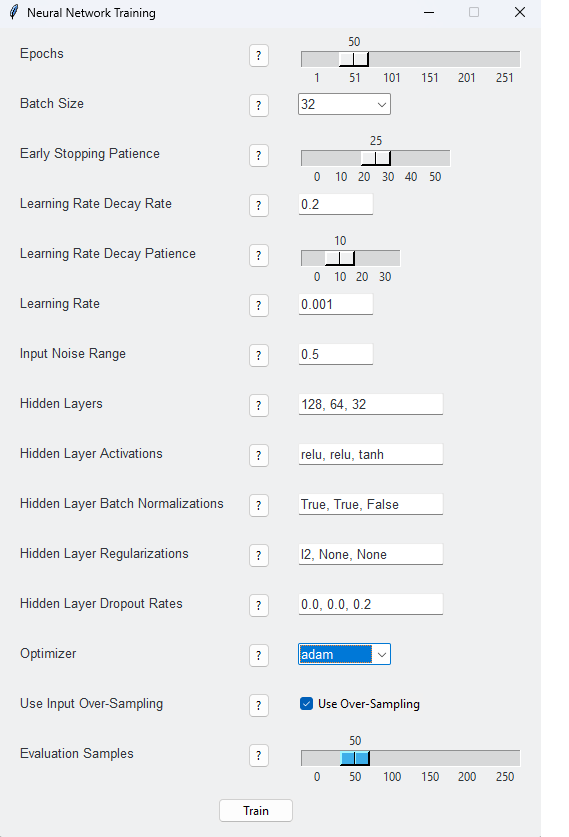 Neural Network Training
Epochs ? 50
1 51 101 151 201 251
Batch Size ? 32
Early Stopping Patience ? 25
0 10 20 30 40 50
Learning Rate Decay Rate ? 0.2
Learning Rate Decay Patience ? 10
0 10 20 30
Learning Rate ? 0.001
Input Noise Range ? 0.5
Hidden Layers ? 128, 64, 32
Hidden Layer Activations ? relu, relu, tanh
Hidden Layer Batch Normalizations ? True, True, False
Hidden Layer Regularizations ? l2, None, None
Hidden Layer Dropout Rates ? 0.0, 0.0, 0.2
Optimizer ? adam
Use Input Over-Sampling ? Use Over-Sampling
Evaluation Samples ? 50
0 50 100 150 200 250
Train